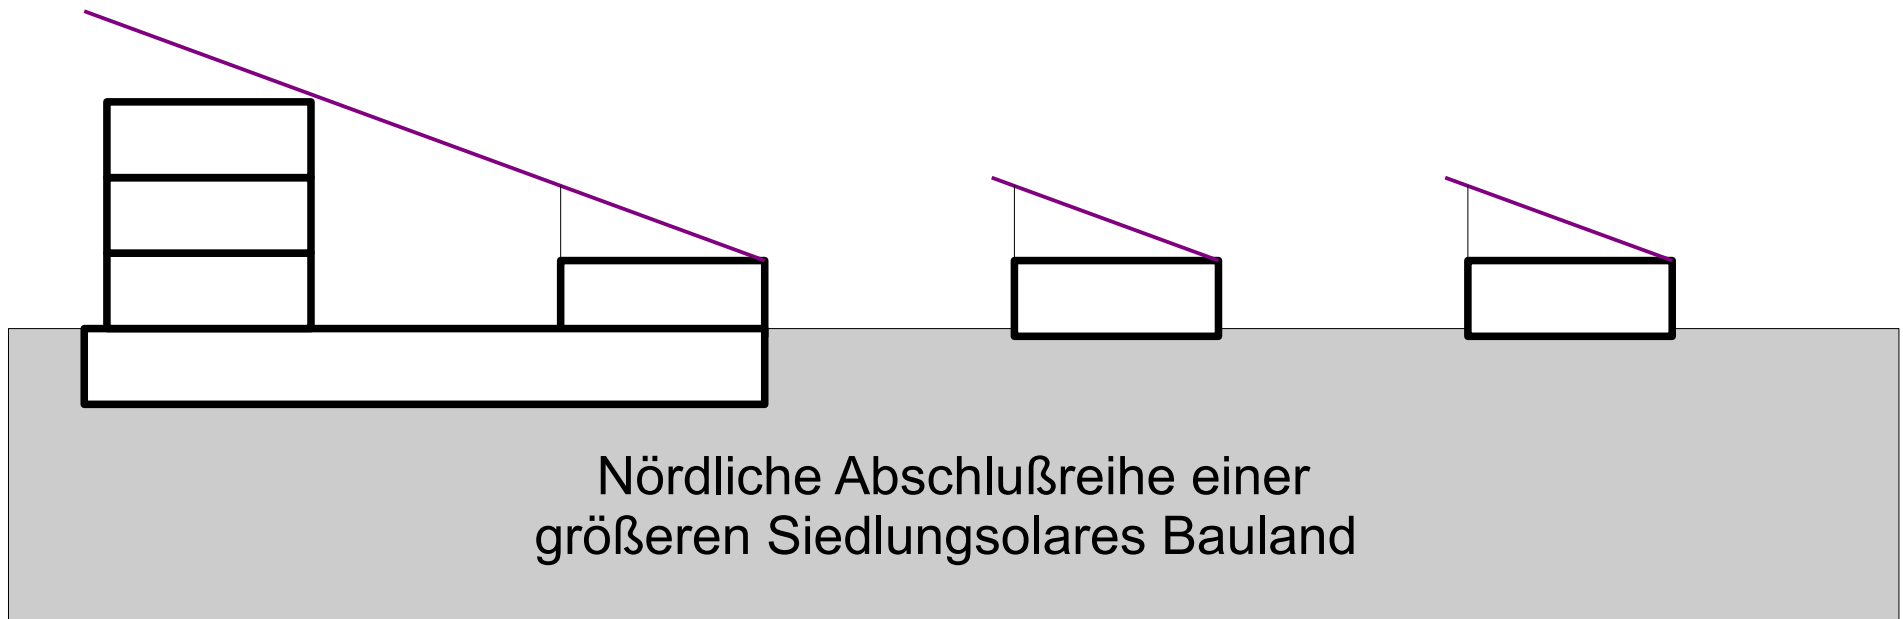 Nördliche Abschlußreihe einer
größeren Siedlungsolares Bauland